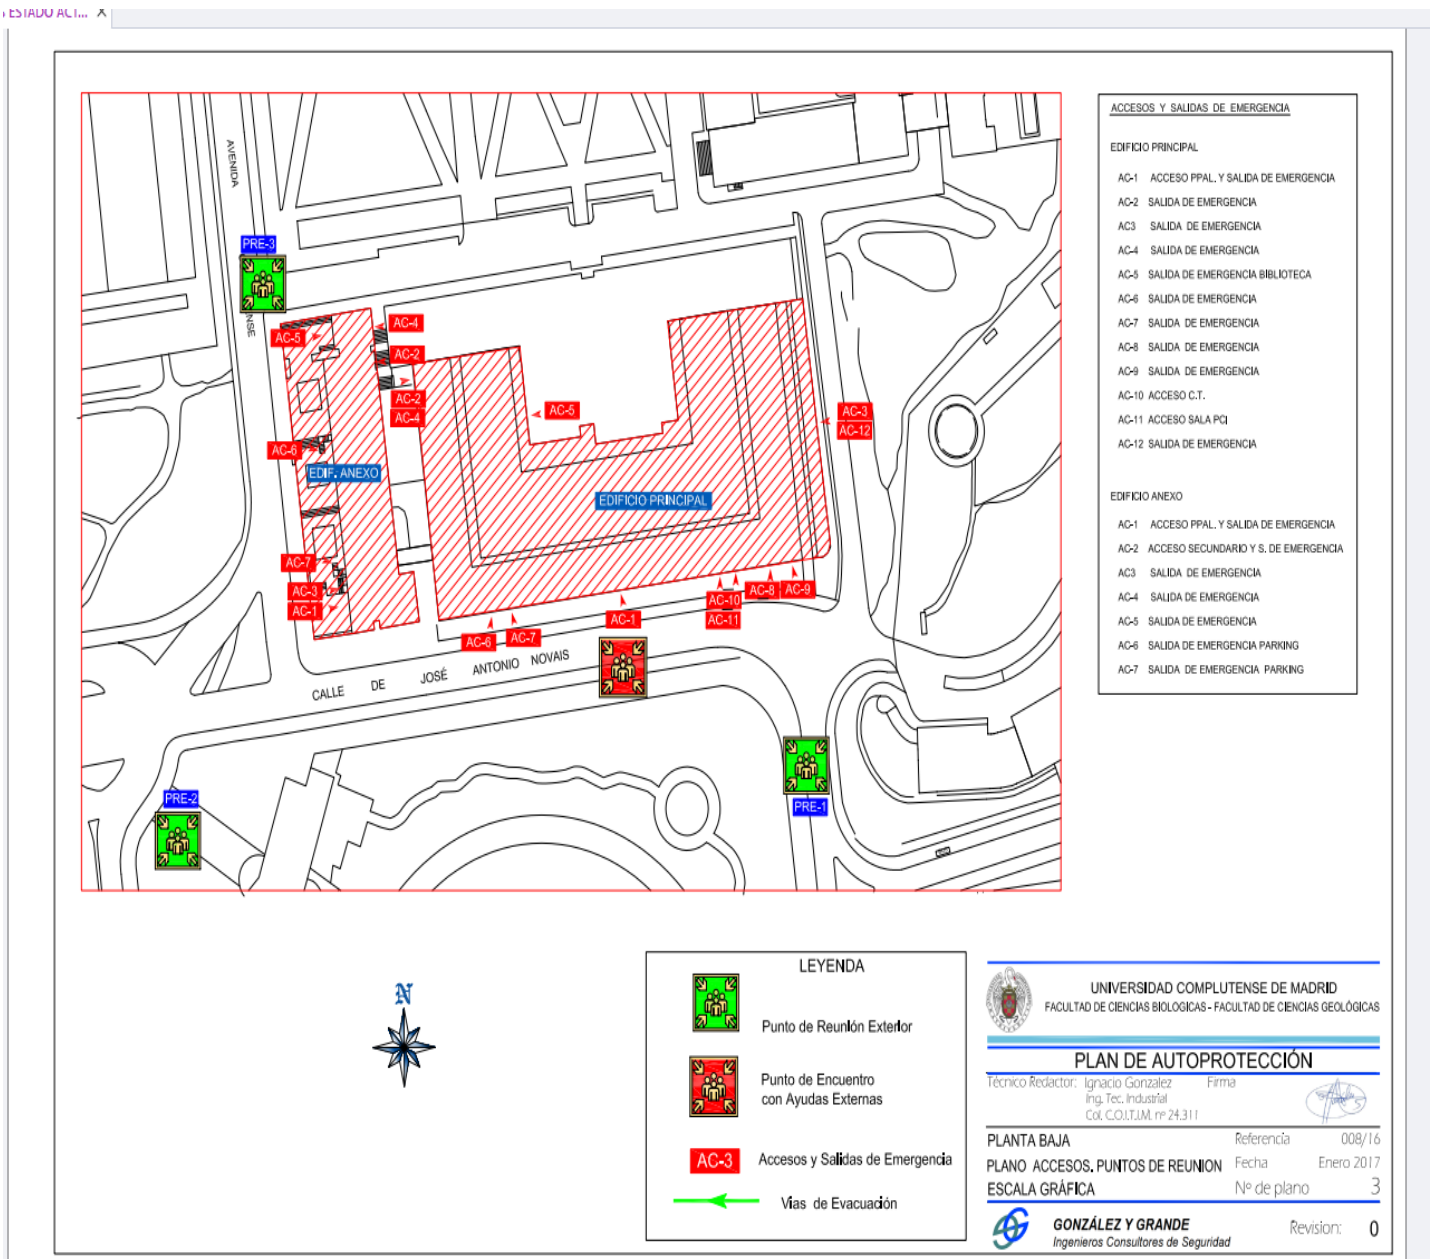 ESTADO ACT... X
ACCESOS Y SALIDAS DE EMERGENCIA
EDIFICIO PRINCIPAL
AC-1 ACCESO PPAL. Y SALIDA DE EMERGENCIA
AC-2 SALIDA DE EMERGENCIA
AC3 SALIDA DE EMERGENCIA
AC-4 SALIDA DE EMERGENCIA
AC-5 SALIDA DE EMERGENCIA BIBLIOTECA
AC-6 SALIDA DE EMERGENCIA
AC-7 SALIDA DE EMERGENCIA
AC-8 SALIDA DE EMERGENCIA
AC-9 SALIDA DE EMERGENCIA
AC-10 ACCESO C.T.
AC-11 ACCESO SALA PCI
AC-12 SALIDA DE EMERGENCIA
EDIFICIO ANEXO
AC-1 ACCESO PPAL. Y SALIDA DE EMERGENCIA
AC-2 ACCESO SECUNDARIO Y S. DE EMERGENCIA
AC3 SALIDA DE EMERGENCIA
AC-4 SALIDA DE EMERGENCIA
AC-5 SALIDA DE EMERGENCIA
AC-6 SALIDA DE EMERGENCIA PARKING
AC-7 SALIDA DE EMERGENCIA PARKING
AVENIDA
PRE-3
NSE
AC-4
AC-5
AC-2
AC-2
AC-4
AC-5
AC-3
AC-12
AC-6
EDIF. ANEXO
EDIFICIO PRINCIPAL
AC-7
AC-3
AC-1
AC-10
AC-11
AC-8
AC-9
AC-1
AC-6
AC-7
CALLE DE JOSÉ ANTONIO NOVAIS
PRE-2
PRE-1
N
LEYENDA
Punto de Reunión Exterior
Punto de Encuentro
con Ayudas Externas
AC-3 Accesos y Salidas de Emergencia
Vias de Evacuación
UNIVERSIDAD COMPLUTENSE DE MADRID
FACULTAD DE CIENCIAS BIOLOGICAS - FACULTAD DE CIENCIAS GEOLÓGICAS
PLAN DE AUTOPROTECCIÓN
Técnico Redactor: Ignacio Gonzalez Firma
Ing. Tec. Industrial
Col. C.O.I.T.I.M. nº 24.311
PLANTA BAJA Referencia 008/16
PLANO ACCESOS. PUNTOS DE REUNION Fecha Enero 2017
ESCALA GRÁFICA Nº de plano 3
GONZÁLEZ Y GRANDE Revision: 0
Ingenieros Consultores de Seguridad